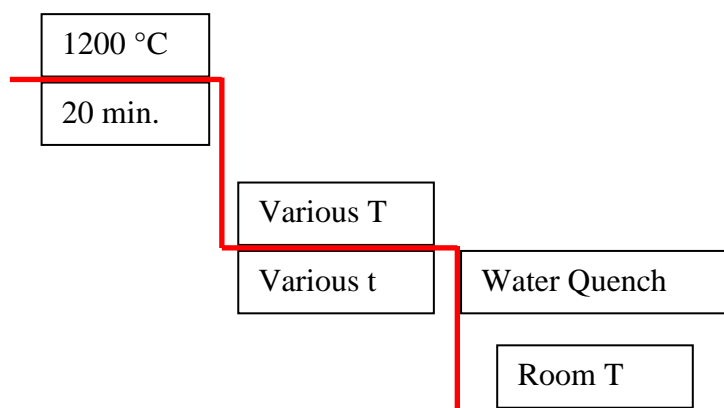 1200 °C
20 min.
Various T
Various t
Water Quench
Room T